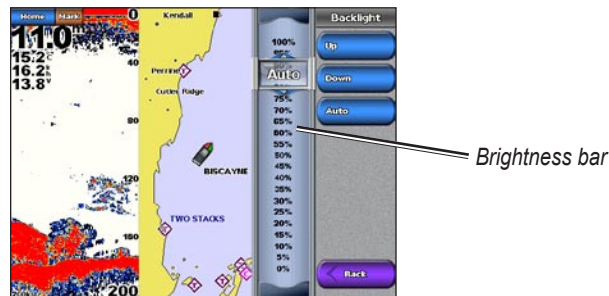 Home Mark
11.0
15.2 c
16.2
13.8 v
0
40
80
120
150
200
Kendall
Perrine
Cutler Ridge
BISCAYNE
TWO STACKS
100%
Auto
75%
70%
65%
60%
55%
50%
45%
40%
35%
30%
25%
20%
15%
10%
5%
0%
Backlight
Up
Down
Auto
Back
Brightness bar